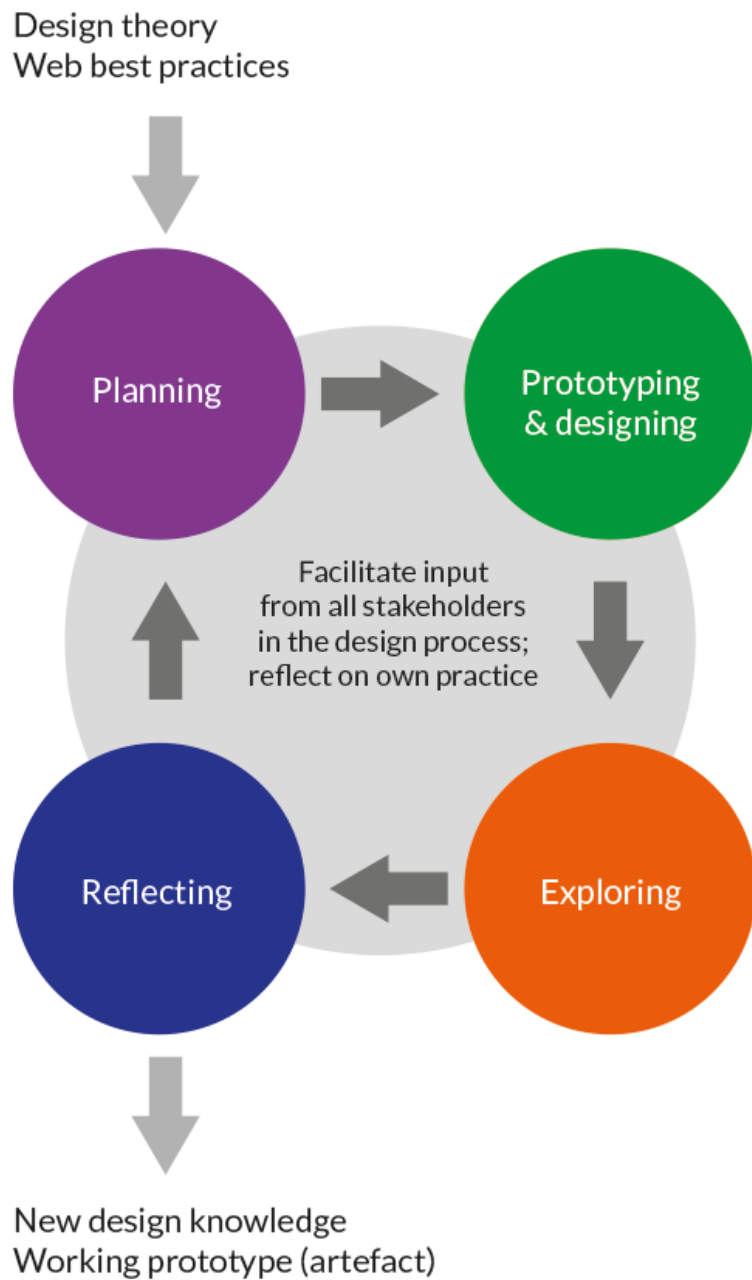 Design theory
Web best practices
Planning
Prototyping
& designing
Facilitate input
from all stakeholders
in the design process;
reflect on own practice
Reflecting
Exploring
New design knowledge
Working prototype (artefact)